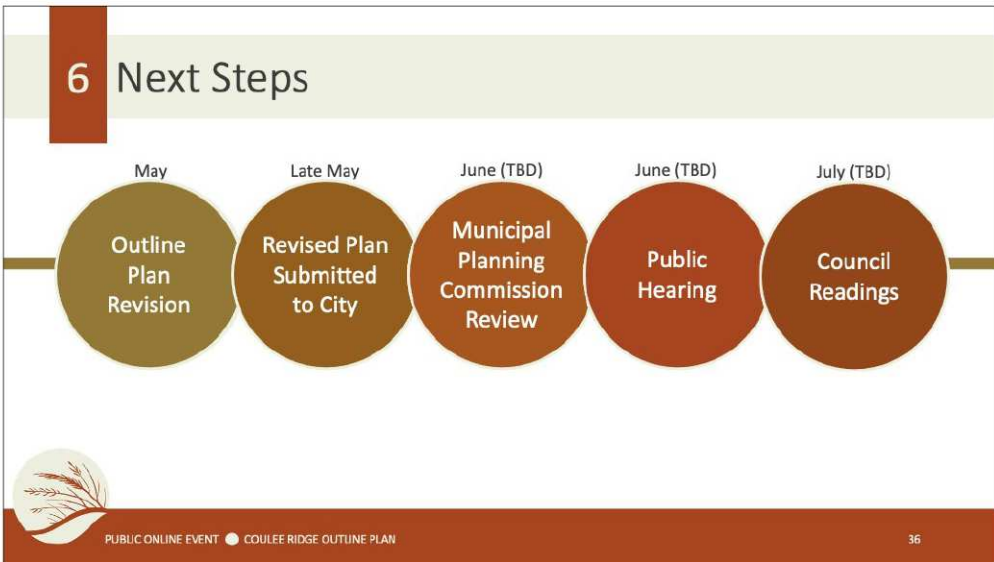 6 Next Steps
May
Outline
Plan
Revision
Late May
Revised Plan
Submitted
to City
June (TBD)
Municipal
Planning
Commission
Review
June (TBD)
Public
Hearing
July (TBD)
Council
Readings
PUBLIC ONLINE EVENT ● COULEE RIDGE OUTLINE PLAN
36